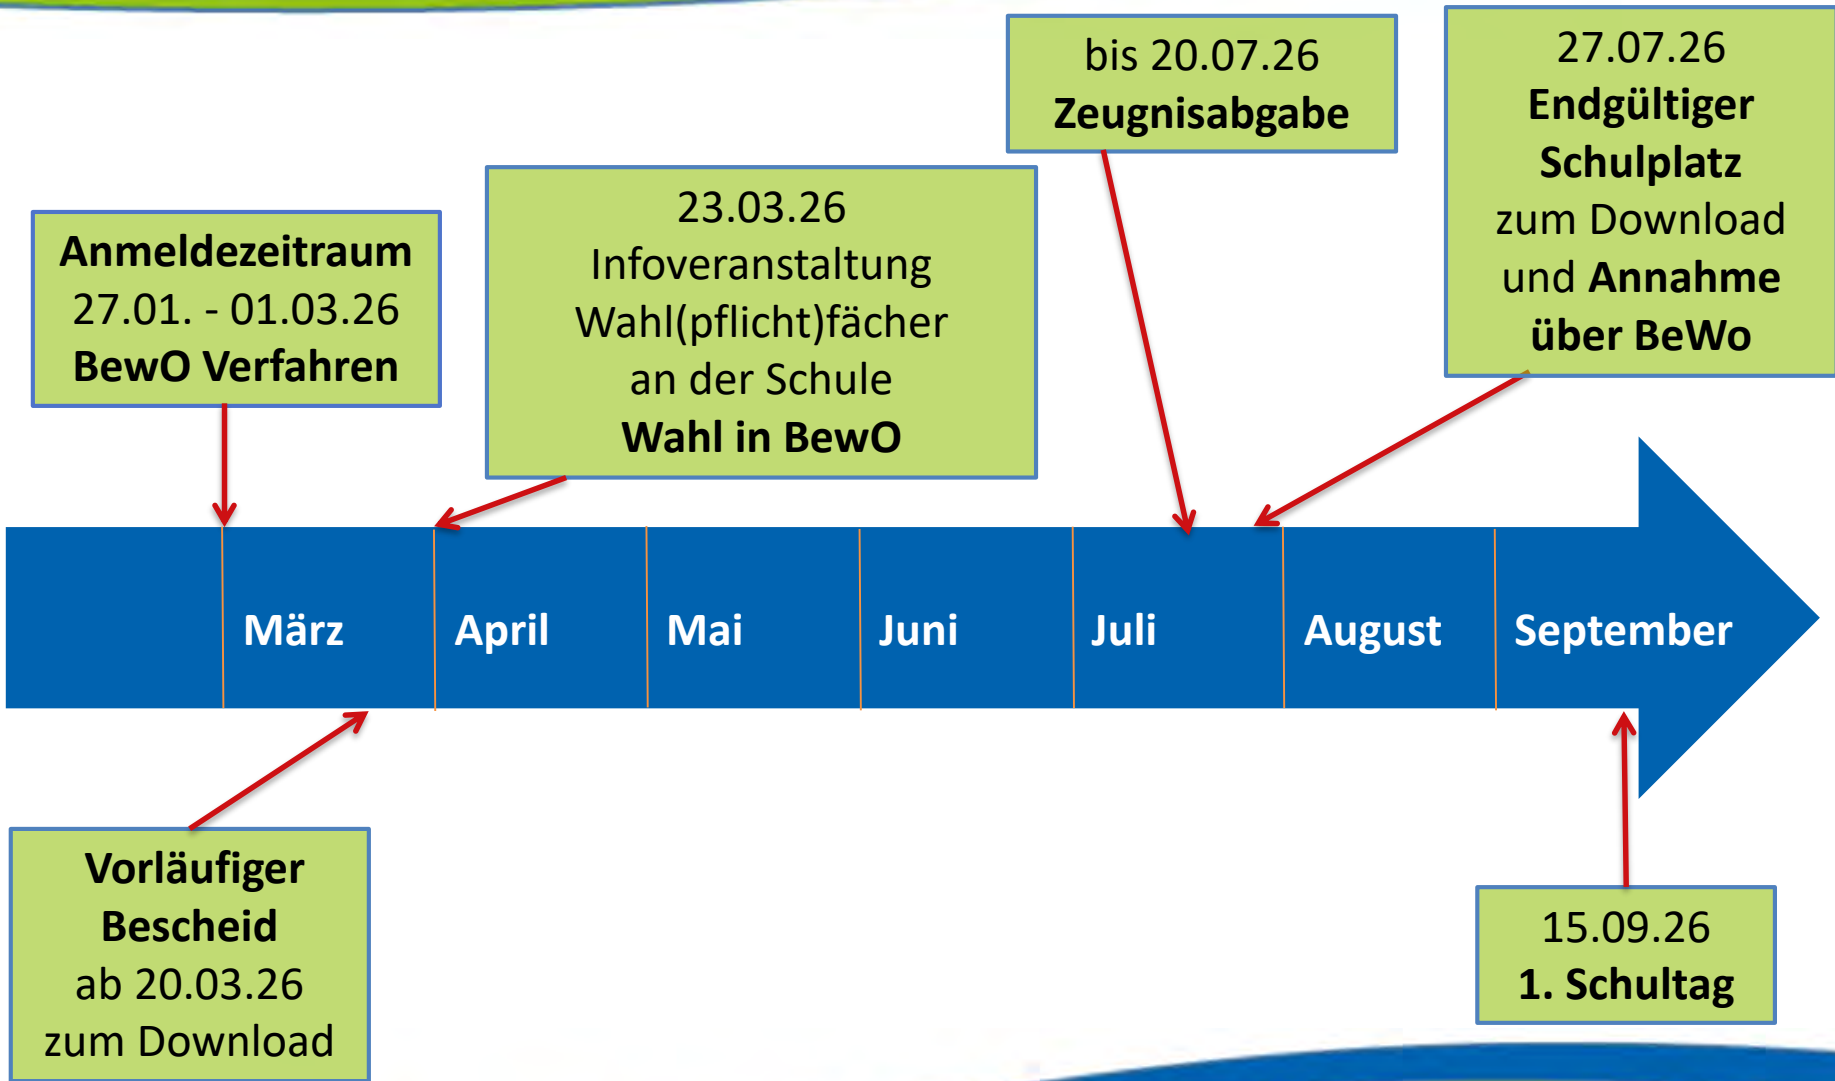 bis 20.07.26
Zeugnisabgabe
27.07.26
Endgültiger
Schulplatz
zum Download
und Annahme
über BeWo
23.03.26
Infoveranstaltung
Wahl(pflicht)fächer
an der Schule
Wahl in BewO
Anmeldezeitraum
27.01. - 01.03.26
BewO Verfahren
März
April
Mai
Juni
Juli
August
September
Vorläufiger
Bescheid
ab 20.03.26
zum Download
15.09.26
1. Schultag